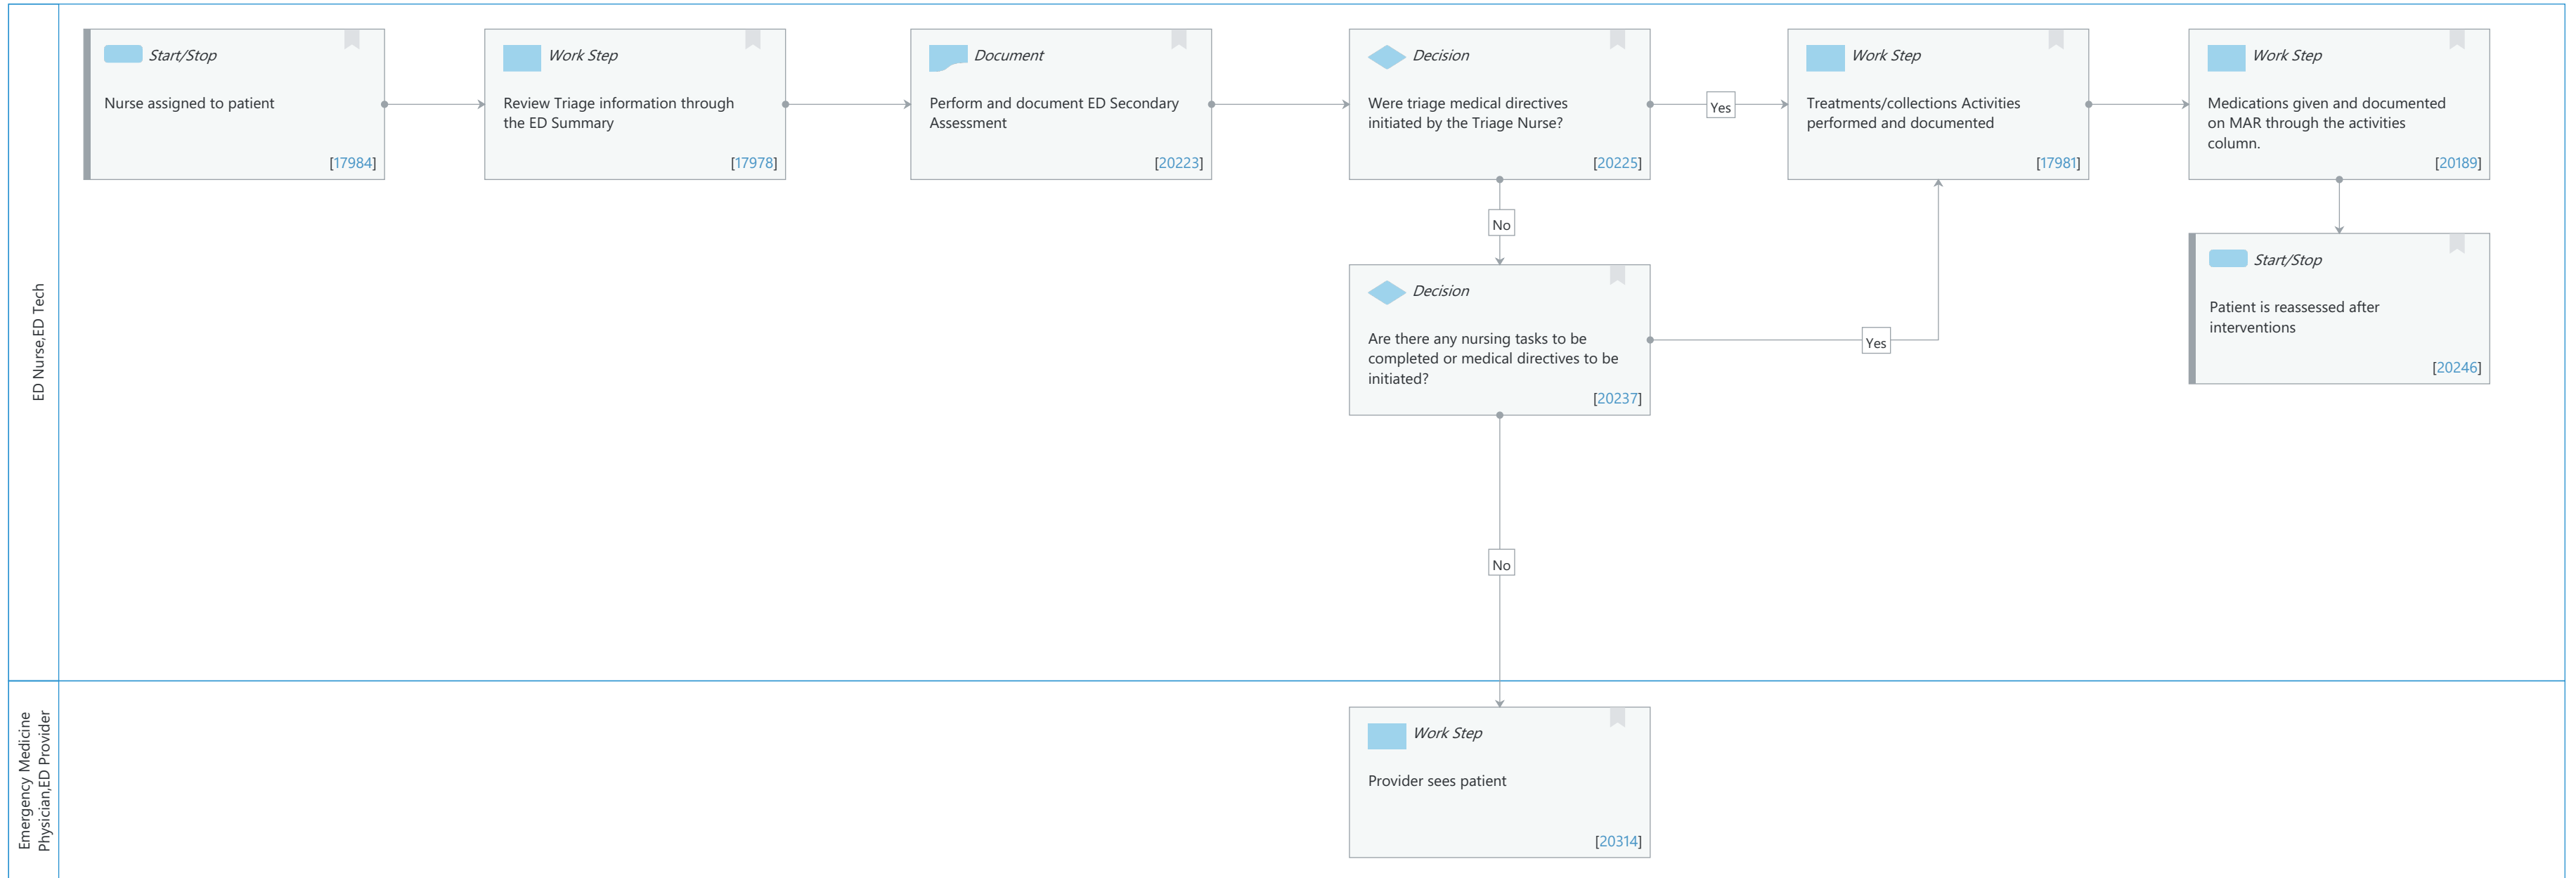 ED Nurse,ED Tech
Start/Stop
Nurse assigned to patient
[17984]
Work Step
Review Triage information through
the ED Summary
[17978]
Document
Perform and document ED Secondary
Assessment
[20223]
Decision
Were triage medical directives
initiated by the Triage Nurse?
[20225]
Yes
Work Step
Treatments/collections Activities
performed and documented
[17981]
Work Step
Medications given and documented
on MAR through the activities
column.
[20189]
No
Decision
Are there any nursing tasks to be
completed or medical directives to be
initiated?
[20237]
Yes
Start/Stop
Patient is reassessed after
interventions
[20246]
No
Emergency Medicine
Physician,ED Provider
Work Step
Provider sees patient
[20314]